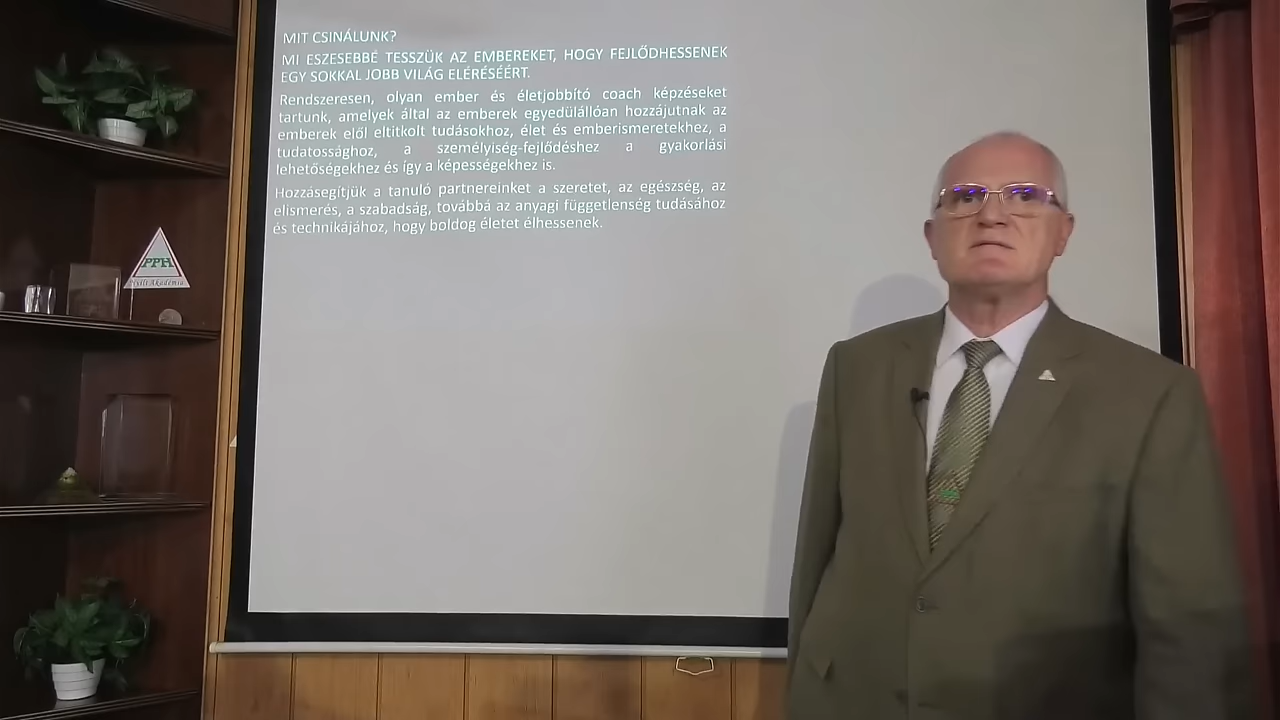 MIT CSINÁLUNK?
MI ESZESEBBÉ TESSZÜK AZ EMBEREKET, HOGY FEJLŐDHESSENEK
EGY SOKKAL JOBB VILÁG ELÉRÉSÉÉRT.
Rendszeresen, olyan ember és életjobbító coach képzéseket
tartunk, amelyek által az emberek egyedülállóan hozzájutnak az
emberek elől eltitkolt tudásokhoz, élet és emberismeretekhez, a
tudatossághoz, a személyiség-fejlődéshez a gyakorlási
lehetőségekhez és így a képességekhez is.
Hozzásegítjük a tanuló partnereinket a szeretet, az egészség, az
elismerés, a szabadság, továbbá az anyagi függetlenség tudásához
és technikájához, hogy boldog életet élhessenek.
PPH
Nyílt Akadémia